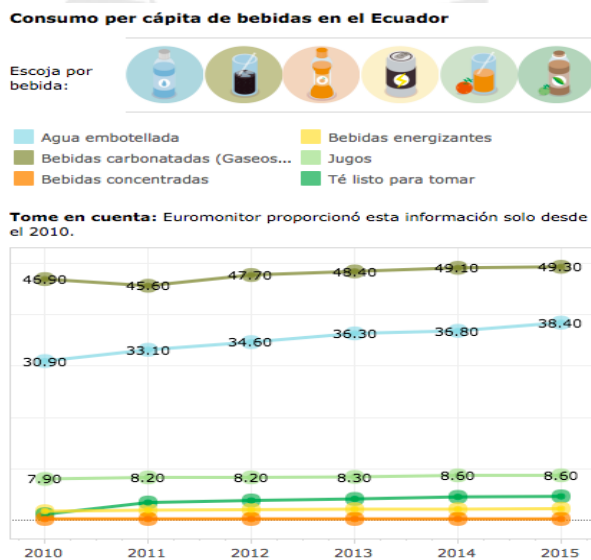 Consumo per cápita de bebidas en el Ecuador
Escoja por
bebida:
Agua embotellada
Bebidas energizantes
Bebidas carbonatadas (Gaseos...
Jugos
Bebidas concentradas
Té listo para tomar
Tome en cuenta: Euromonitor proporcionó esta información solo desde
el 2010.
46.90 45.60 47.70 48.40 49.10 49.30
30.90 33.10 34.60 36.30 36.80 38.40
7.90 8.20 8.20 8.30 8.60 8.60
2010 2011 2012 2013 2014 2015